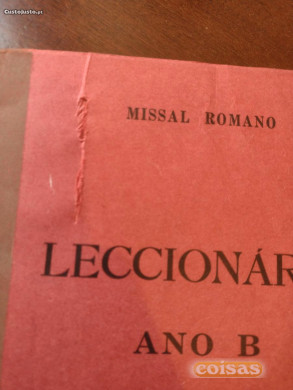 CustoJusto.pt
MISSAL ROMANO
LECCIONÁR
ANO B
coisas